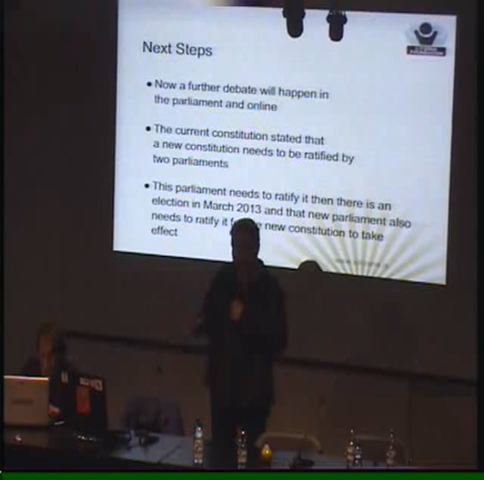 Next Steps
• Now a further debate will happen in
the parliament and online
• The current constitution stated that
a new constitution needs to be ratified by
two parliaments
• This parliament needs to ratify it then there is an
election in March 2013 and that new parliament also
needs to ratify it new constitution to take
effect